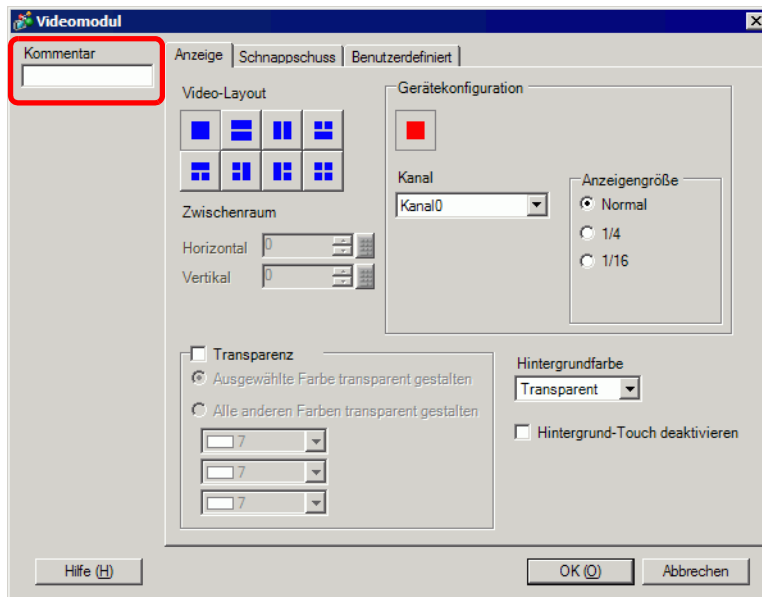 Videomodul
Kommentar
Anzeige Schnappschuss Benutzerdefiniert
Video-Layout
Gerätekonfiguration
Kanal
Kanal0
Anzeigengröße
Normal
1/4
1/16
Zwischenraum
Horizontal 0
Vertikal 0
Transparenz
Ausgewählte Farbe transparent gestalten
Alle anderen Farben transparent gestalten
7
7
7
Hintergrundfarbe
Transparent
Hintergrund-Touch deaktivieren
Hilfe (H)
OK (O)
Abbrechen